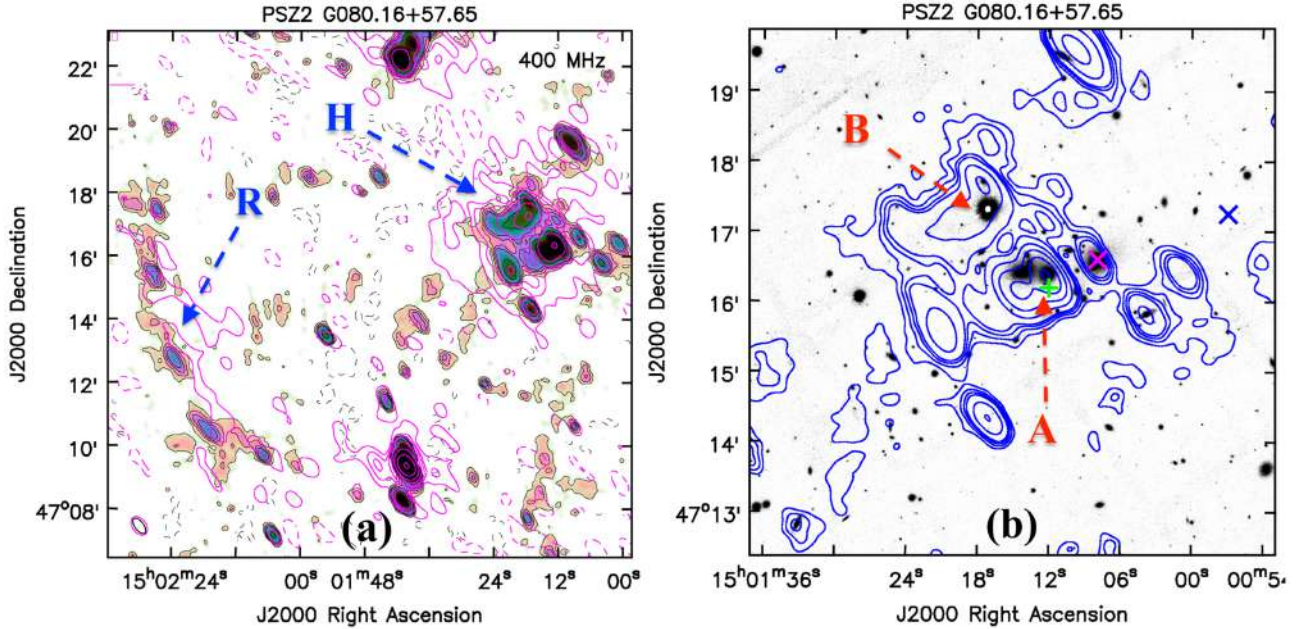 PSZ2 G080.16+57.65
400 MHz
H
R
22'
20'
18'
16'
14'
12'
10'
47°08'
J2000 Declination
(a)
15ʰ02ᵐ24ˢ 00ˢ 01ᵐ48ˢ 24ˢ 00ˢ
J2000 Right Ascension
PSZ2 G080.16+57.65
B
A
19'
18'
17'
16'
15'
14'
47°13'
J2000 Declination
(b)
15ʰ01ᵐ36ˢ 24ˢ 18ˢ 12ˢ 06ˢ 00ˢ 00ᵐ54
J2000 Right Ascension